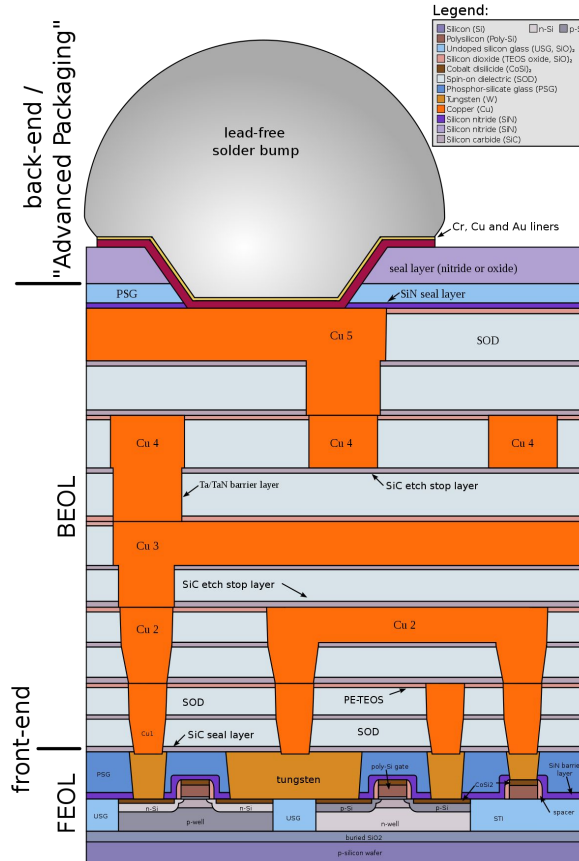 Legend:
Silicon (Si)
n-Si
p-S
Polysilicon (Poly-Si)
Undoped silicon glass (USG, SiO)₂
Silicon dioxide (TEOS oxide, SiO)₂
Cobalt disilicide (CoSi)₂
Spin-on dielectric (SOD)
Phosphor-silicate glass (PSG)
Tungsten (W)
Copper (Cu)
Silicon nitride (SiN)
Silicon nitride (SiN)
Silicon carbide (SiC)
back-end /
"Advanced Packaging"
lead-free
solder bump
Cr, Cu and Au liners
seal layer (nitride or oxide)
PSG
SiN seal layer
Cu 5
SOD
BEOL
Cu 4
Cu 4
Cu 4
Ta/TaN barrier layer
SiC etch stop layer
Cu 3
SiC etch stop layer
Cu 2
Cu 2
SOD
PE-TEOS
Cu1
SOD
SiC seal layer
front-end
FEOL
PSG
tungsten
poly-Si gate
SiN barrier
layer
CoSi2
spacer
USG
n-Si
n-Si
p-well
USG
p-Si
p-Si
n-well
STI
buried SiO2
p-silicon wafer